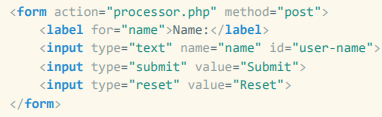 <form action="processor.php" method="post">
    <label for="name">Name:</label>
    <input type="text" name="name" id="user-name">
    <input type="submit" value="Submit">
    <input type="reset" value="Reset">
</form>